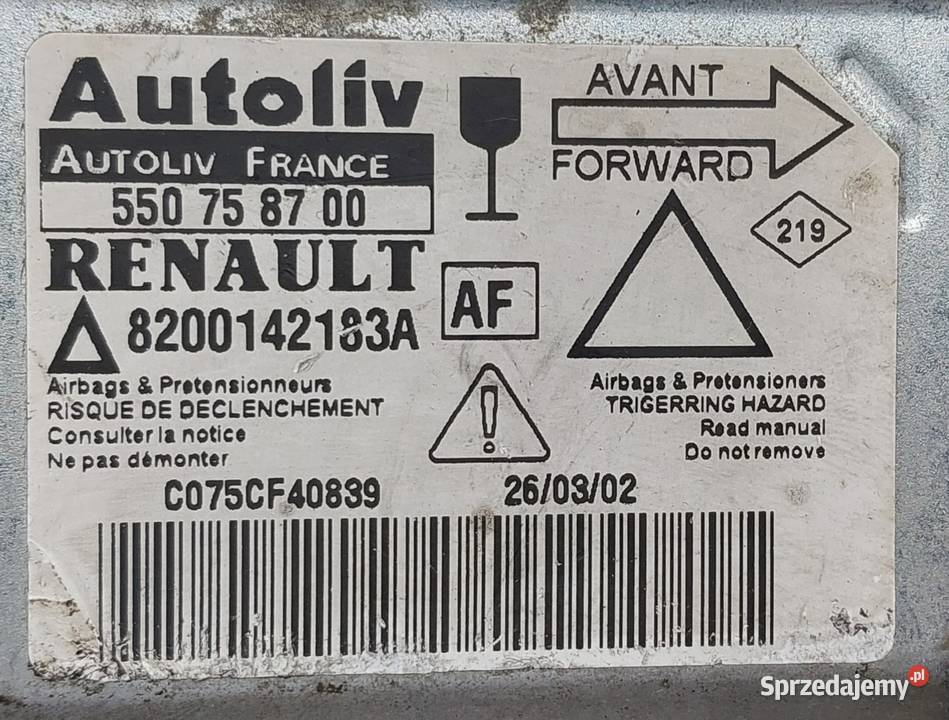 Autoliv
AUTOLIV FRANCE
550 75 87 00
RENAULT
8200142183A
Airbags & Pretensionneurs
RISQUE DE DECLENCHEMENT
Consulter la notice
Ne pas démonter
AF
!
AVANT
FORWARD
219
Airbags & Pretensioners
TRIGERRING HAZARD
Read manual
Do not remove
C075CF40839
26/03/02
Sprzedajemy.pl